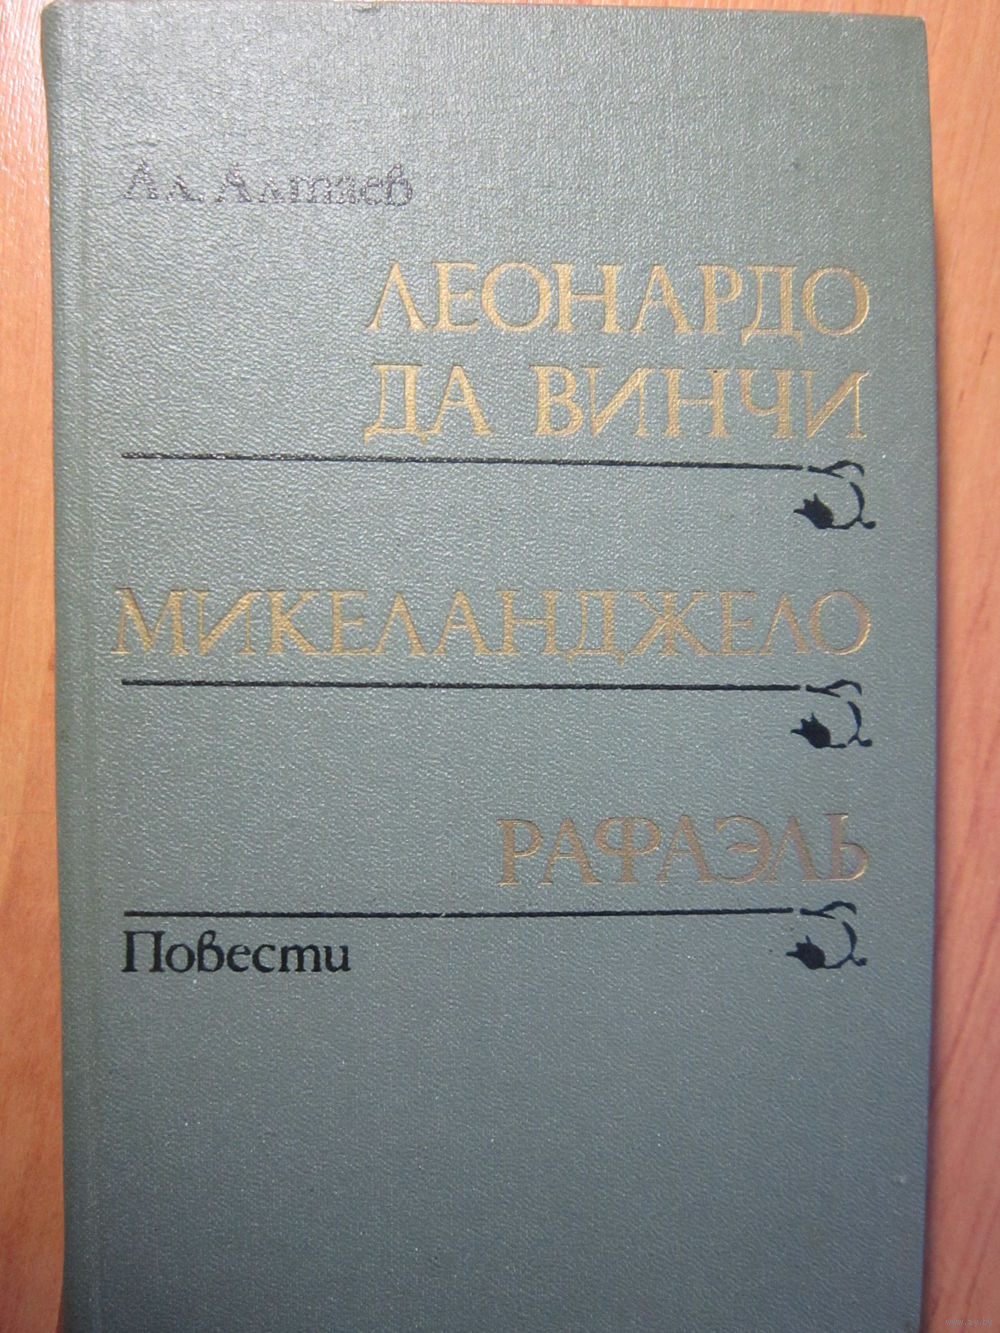 Ал. Алтаев
ЛЕОНАРДО
ДА ВИНЧИ
МИКЕЛАНДЖЕЛО
РАФАЭЛЬ
Повести